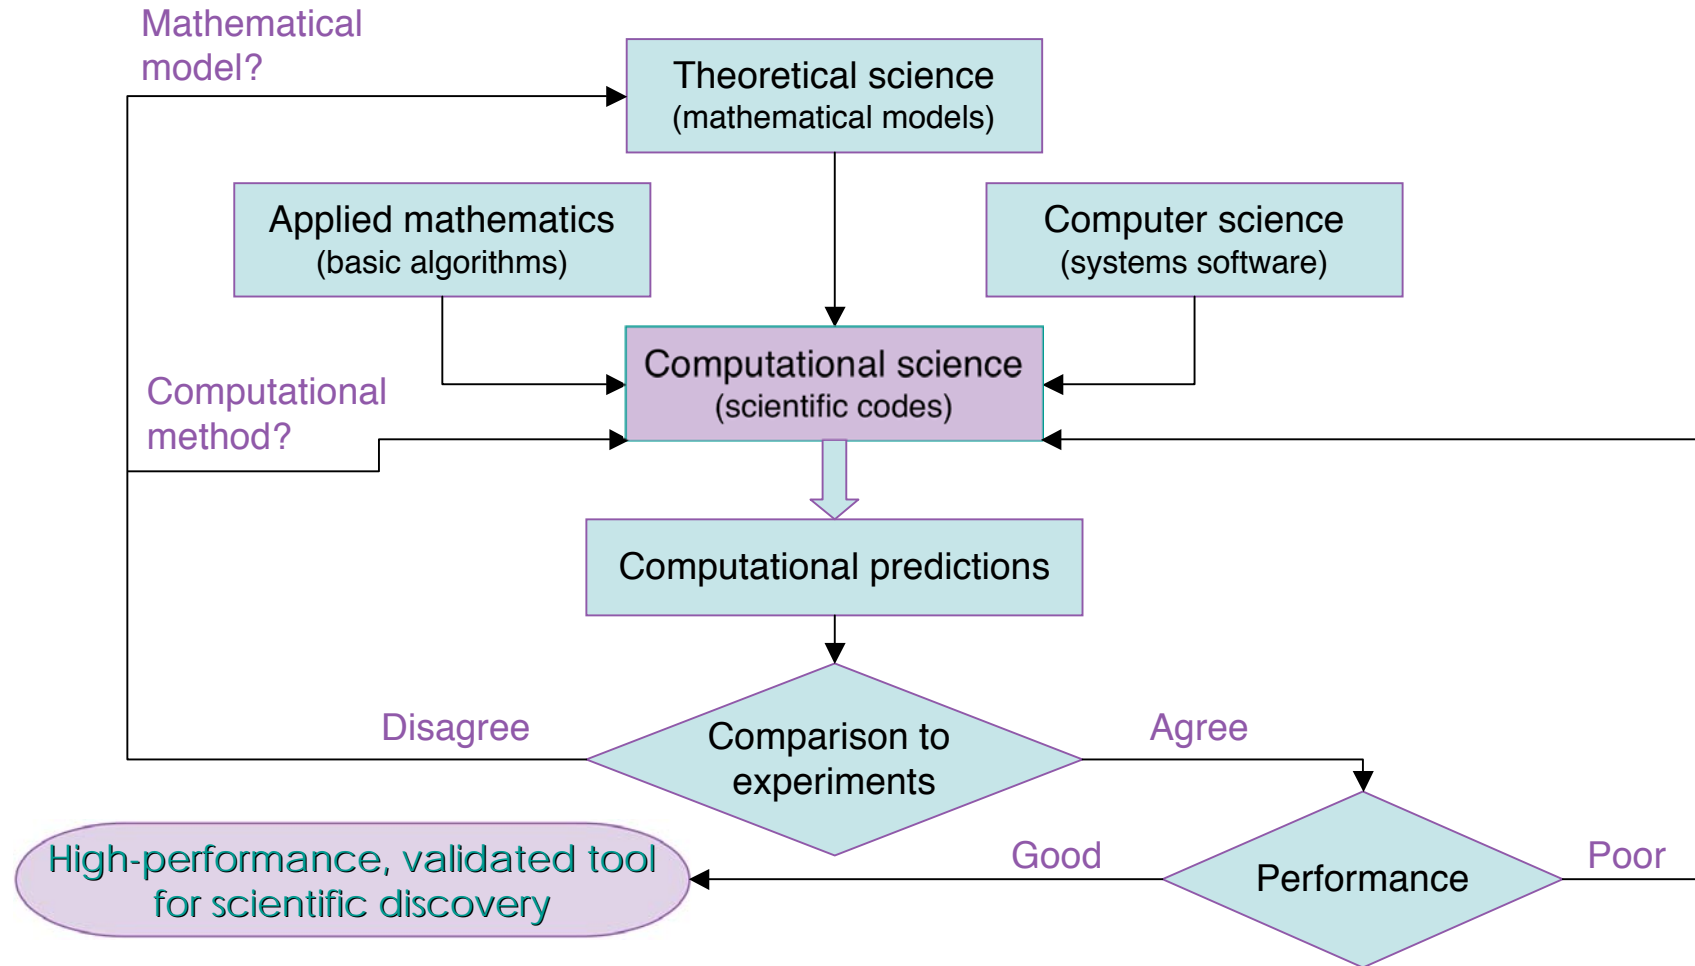 Mathematical
model?
Theoretical science
(mathematical models)
Applied mathematics
(basic algorithms)
Computer science
(systems software)
Computational science
(scientific codes)
Computational
method?
Computational predictions
Disagree
Comparison to
experiments
Agree
High-performance, validated tool
for scientific discovery
Good
Performance
Poor